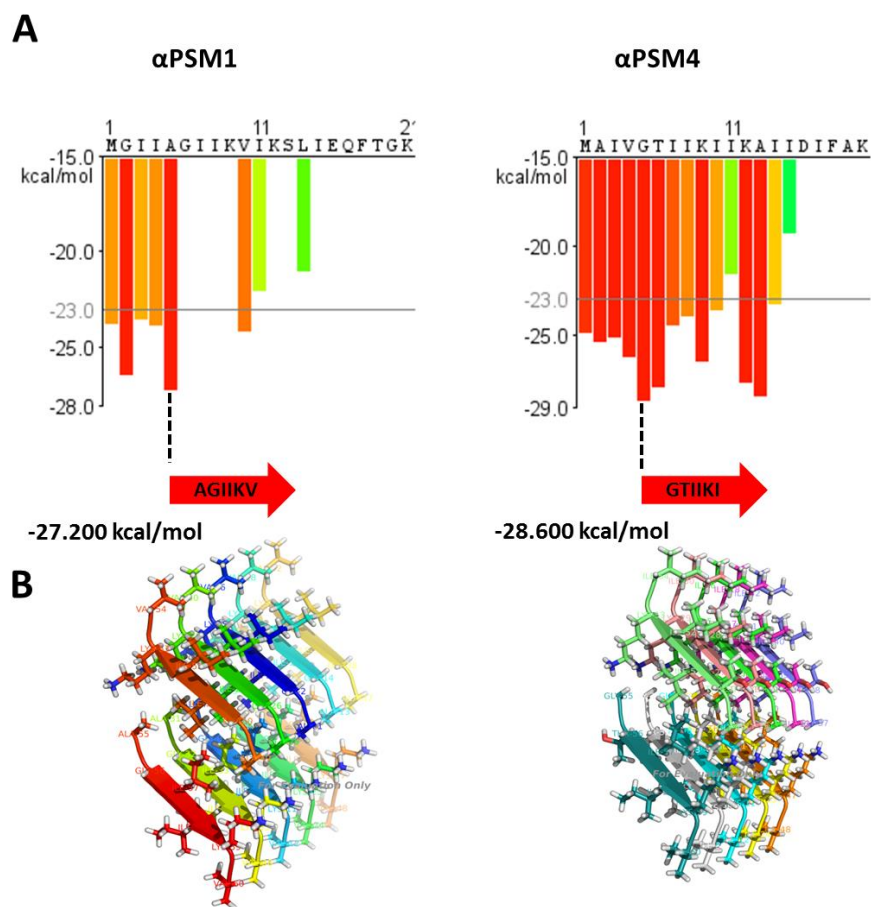 A
αPSM1
αPSM4
1 11 2
M G I I A G I I K V I K S L I E Q F T G K
-15.0
kcal/mol
-20.0
-23.0
-25.0
-28.0
1 11
M A I V G T I I K I I K A I I D I F A K
-15.0
kcal/mol
-20.0
-23.0
-25.0
-29.0
AGIIKV
GTIIKI
-27.200 kcal/mol
-28.600 kcal/mol
B